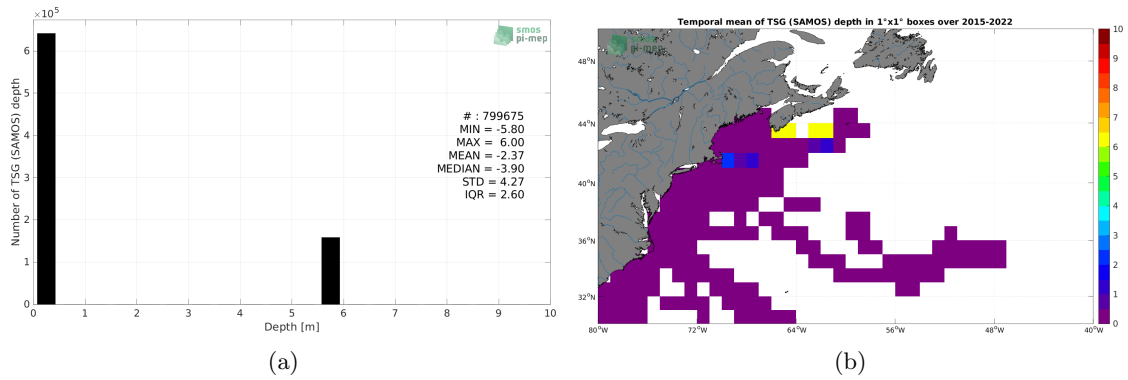 ×10⁵
smos
pi-mep
6
5
4
3
2
1
0
Number of TSG (SAMOS) depth
# : 799675
MIN = -5.80
MAX = 6.00
MEAN = -2.37
MEDIAN = -3.90
STD = 4.27
IQR = 2.60
0 1 2 3 4 5 6 7 8 9 10
Depth [m]
(a)
Temporal mean of TSG (SAMOS) depth in 1°x1° boxes over 2015-2022
smos
pi-mep
48°N
44°N
40°N
36°N
32°N
80°W 72°W 64°W 56°W 48°W 40°W
10
9
8
7
6
5
4
3
2
1
0
(b)